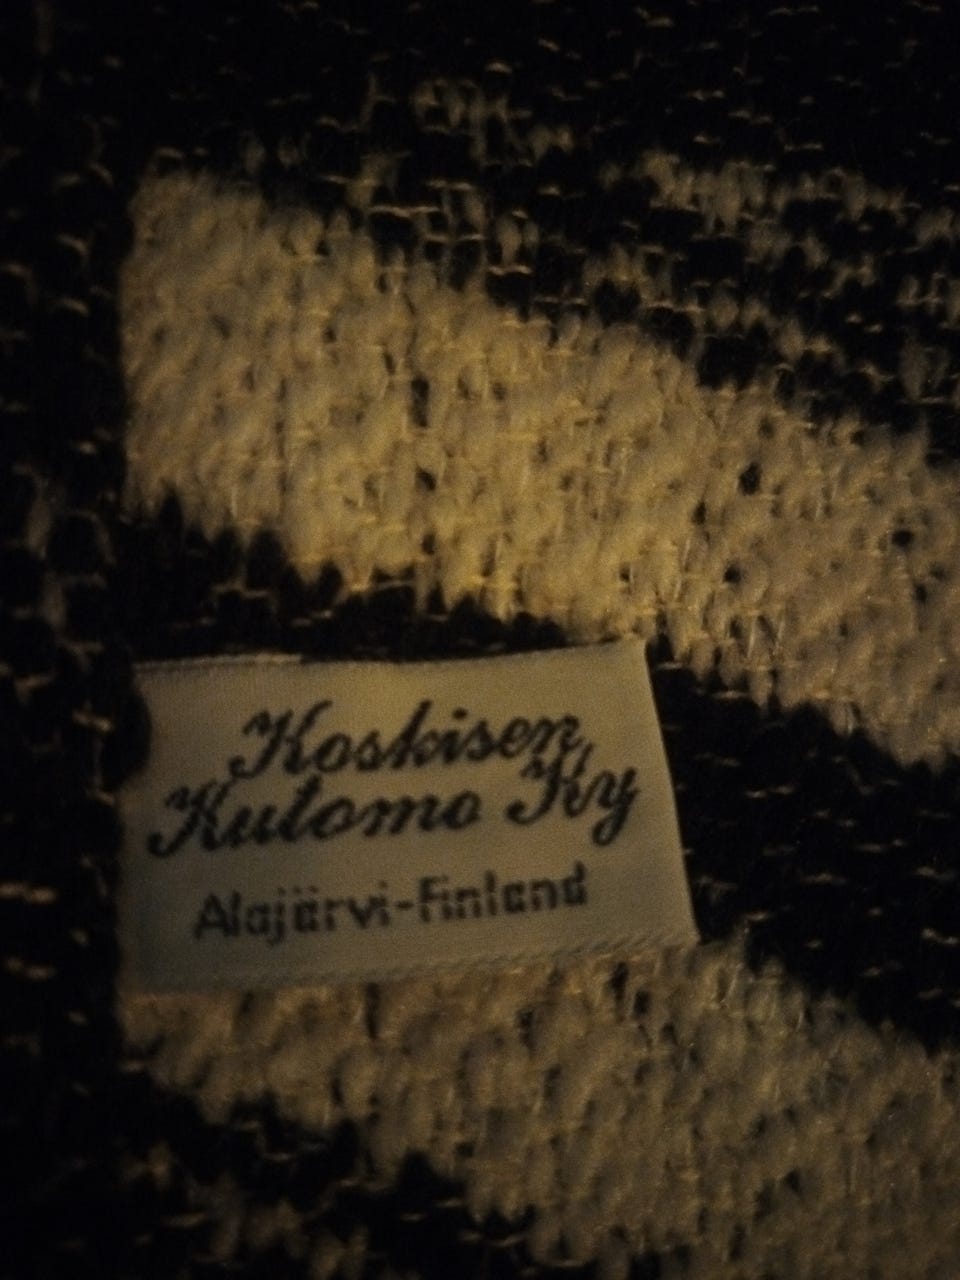 Koskisen
Kutomo Ky
Alajärvi-Finland